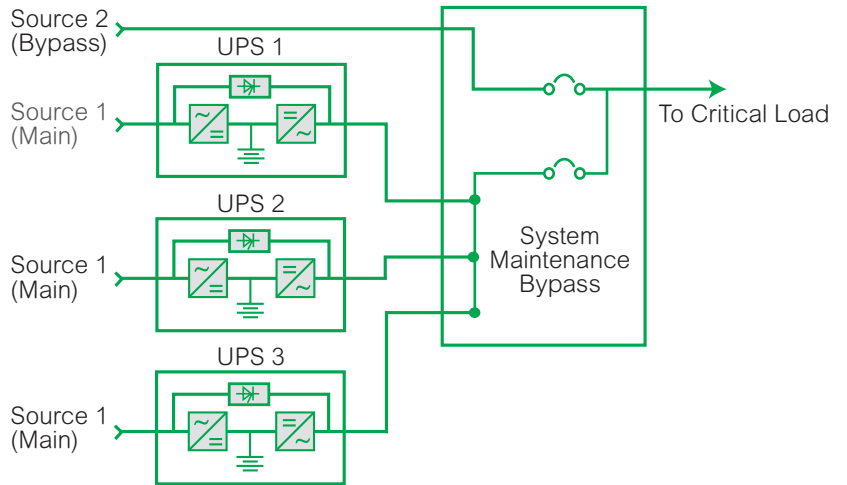 Source 2
(Bypass)
UPS 1
Source 1
(Main)
To Critical Load
UPS 2
Source 1
(Main)
System
Maintenance
Bypass
UPS 3
Source 1
(Main)